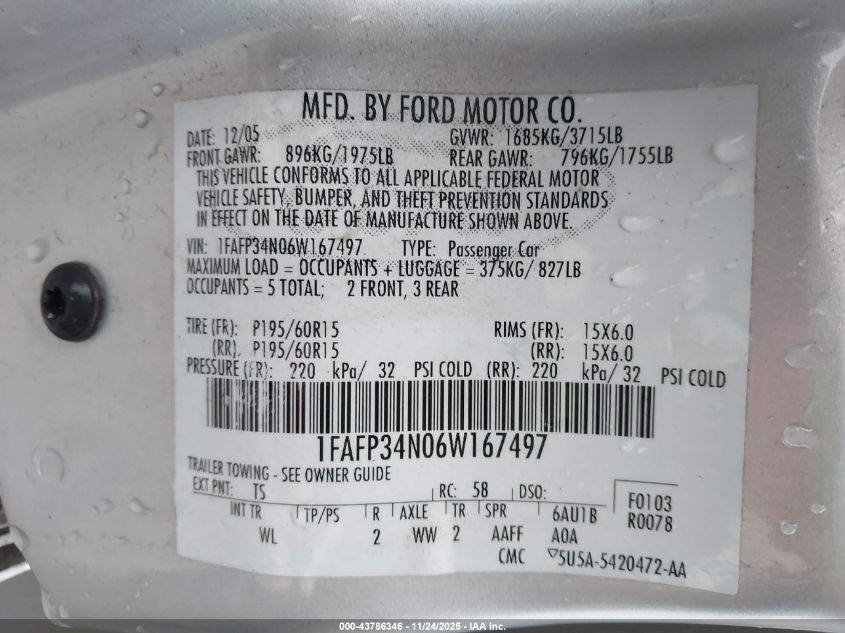 MFD. BY FORD MOTOR CO.
DATE: 12/05 GVWR: 1685KG/3715LB
FRONT GAWR: 896KG/1975LB REAR GAWR: 796KG/1755LB
THIS VEHICLE CONFORMS TO ALL APPLICABLE FEDERAL MOTOR
VEHICLE SAFETY, BUMPER, AND THEFT PREVENTION STANDARDS
IN EFFECT ON THE DATE OF MANUFACTURE SHOWN ABOVE.
VIN: 1FAFP34N06W167497 TYPE: Passenger Car
MAXIMUM LOAD = OCCUPANTS + LUGGAGE = 375KG/ 827LB
OCCUPANTS = 5 TOTAL; 2 FRONT, 3 REAR
TIRE (FR): P195/60R15 RIMS (FR): 15X6.0
(RR). P195/60R15 (RR): 15X6.0
PRESSURE (FR): 220 kPa/ 32 PSI COLD (RR): 220 kPa/ 32 PSI COLD
1FAFP34N06W167497
TRAILER TOWING - SEE OWNER GUIDE
EXT PNT: TS RC: 58 DSO:
INT TR TP/PS R AXLE TR SPR 6AU1B F0103
WL 2 WW 2 AAFF A0A R0078
CMC ▽5U5A-5420472-AA
000-43786346 - 11/24/2025 - IAA Inc.